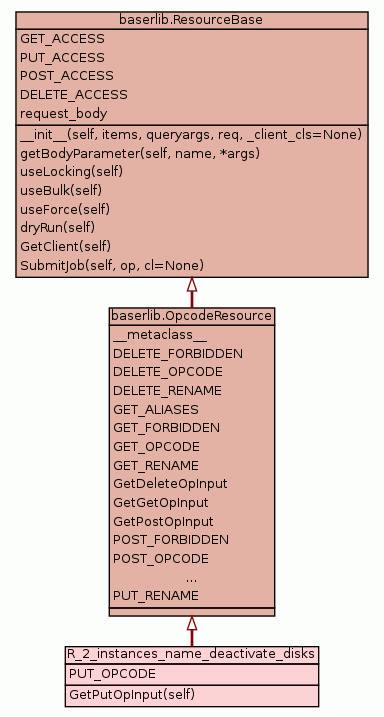 baserlib.ResourceBase
GET_ACCESS
PUT_ACCESS
POST_ACCESS
DELETE_ACCESS
request_body
__init__(self, items, queryargs, req, _client_cls=None)
getBodyParameter(self, name, *args)
useLocking(self)
useBulk(self)
useForce(self)
dryRun(self)
GetClient(self)
SubmitJob(self, op, cl=None)
baserlib.OpcodeResource
__metaclass__
DELETE_FORBIDDEN
DELETE_OPCODE
DELETE_RENAME
GET_ALIASES
GET_FORBIDDEN
GET_OPCODE
GET_RENAME
GetDeleteOpInput
GetGetOpInput
GetPostOpInput
POST_FORBIDDEN
POST_OPCODE
...
PUT_RENAME
R_2_instances_name_deactivate_disks
PUT_OPCODE
GetPutOpInput(self)